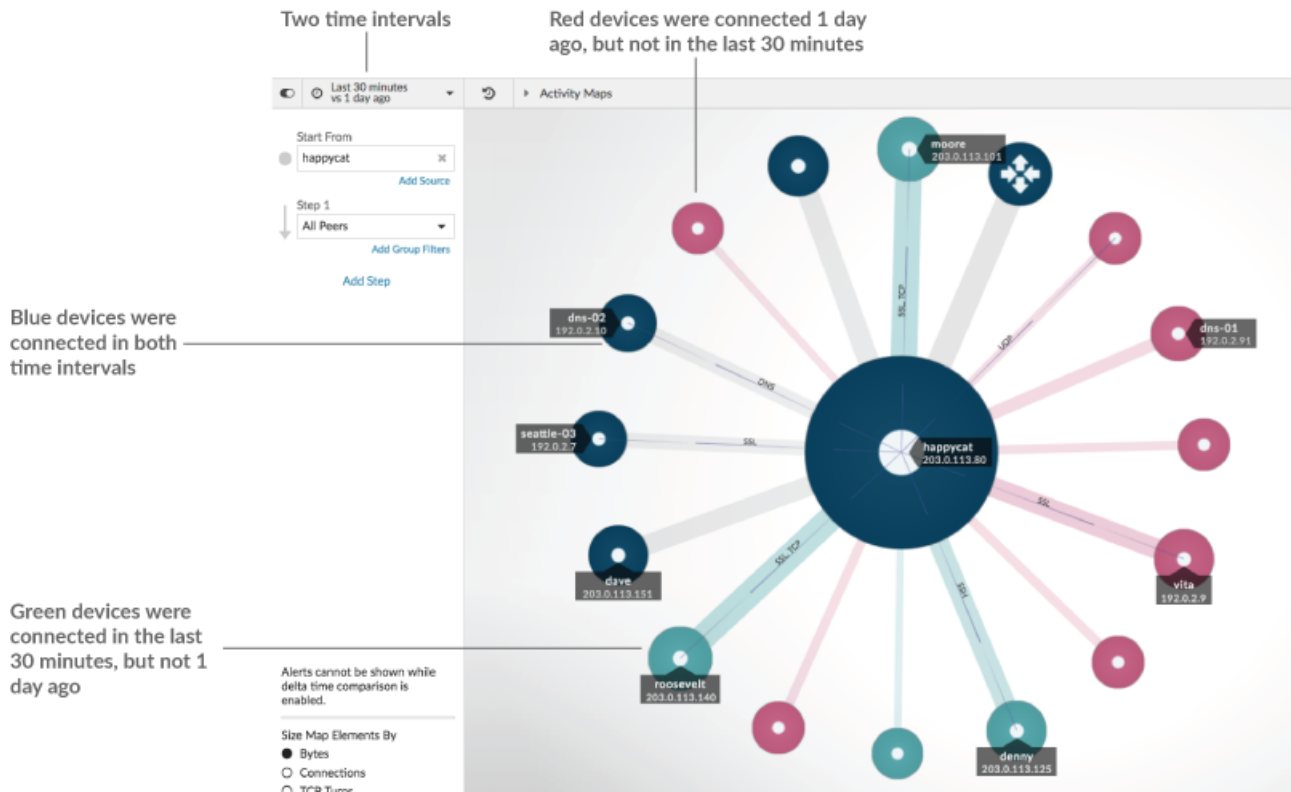 Two time intervals
Red devices were connected 1 day
ago, but not in the last 30 minutes
Last 30 minutes
vs 1 day ago
Activity Maps
Start From
happycat
Add Source
Step 1
All Peers
Add Group Filters
Add Step
Blue devices were
connected in both
time intervals
Green devices were
connected in the last
30 minutes, but not 1
day ago
Alerts cannot be shown while
delta time comparison is
enabled.
Size Map Elements By
Bytes
Connections
TCP Turns
moore
203.0.113.101
SSL, TCP
UDP
dns-01
192.0.2.91
dns-02
192.0.2.10
DNS
seattle-03
192.0.2.7
SSL
happycat
203.0.113.80
SSL
vita
192.0.2.9
dave
203.0.113.151
SSL, TCP
SSH
roosevelt
203.0.113.140
denny
203.0.113.125